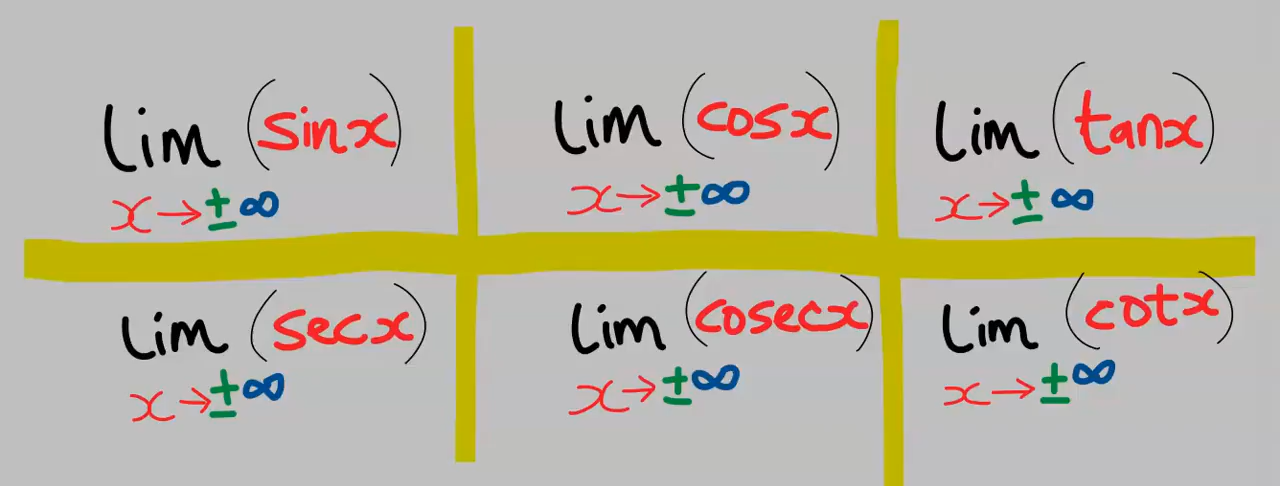 lim (sinx)
x→±∞
lim (cosx)
x→±∞
lim (tanx)
x→±∞
lim (secx)
x→±∞
lim (cosecx)
x→±∞
lim (cotx)
x→±∞